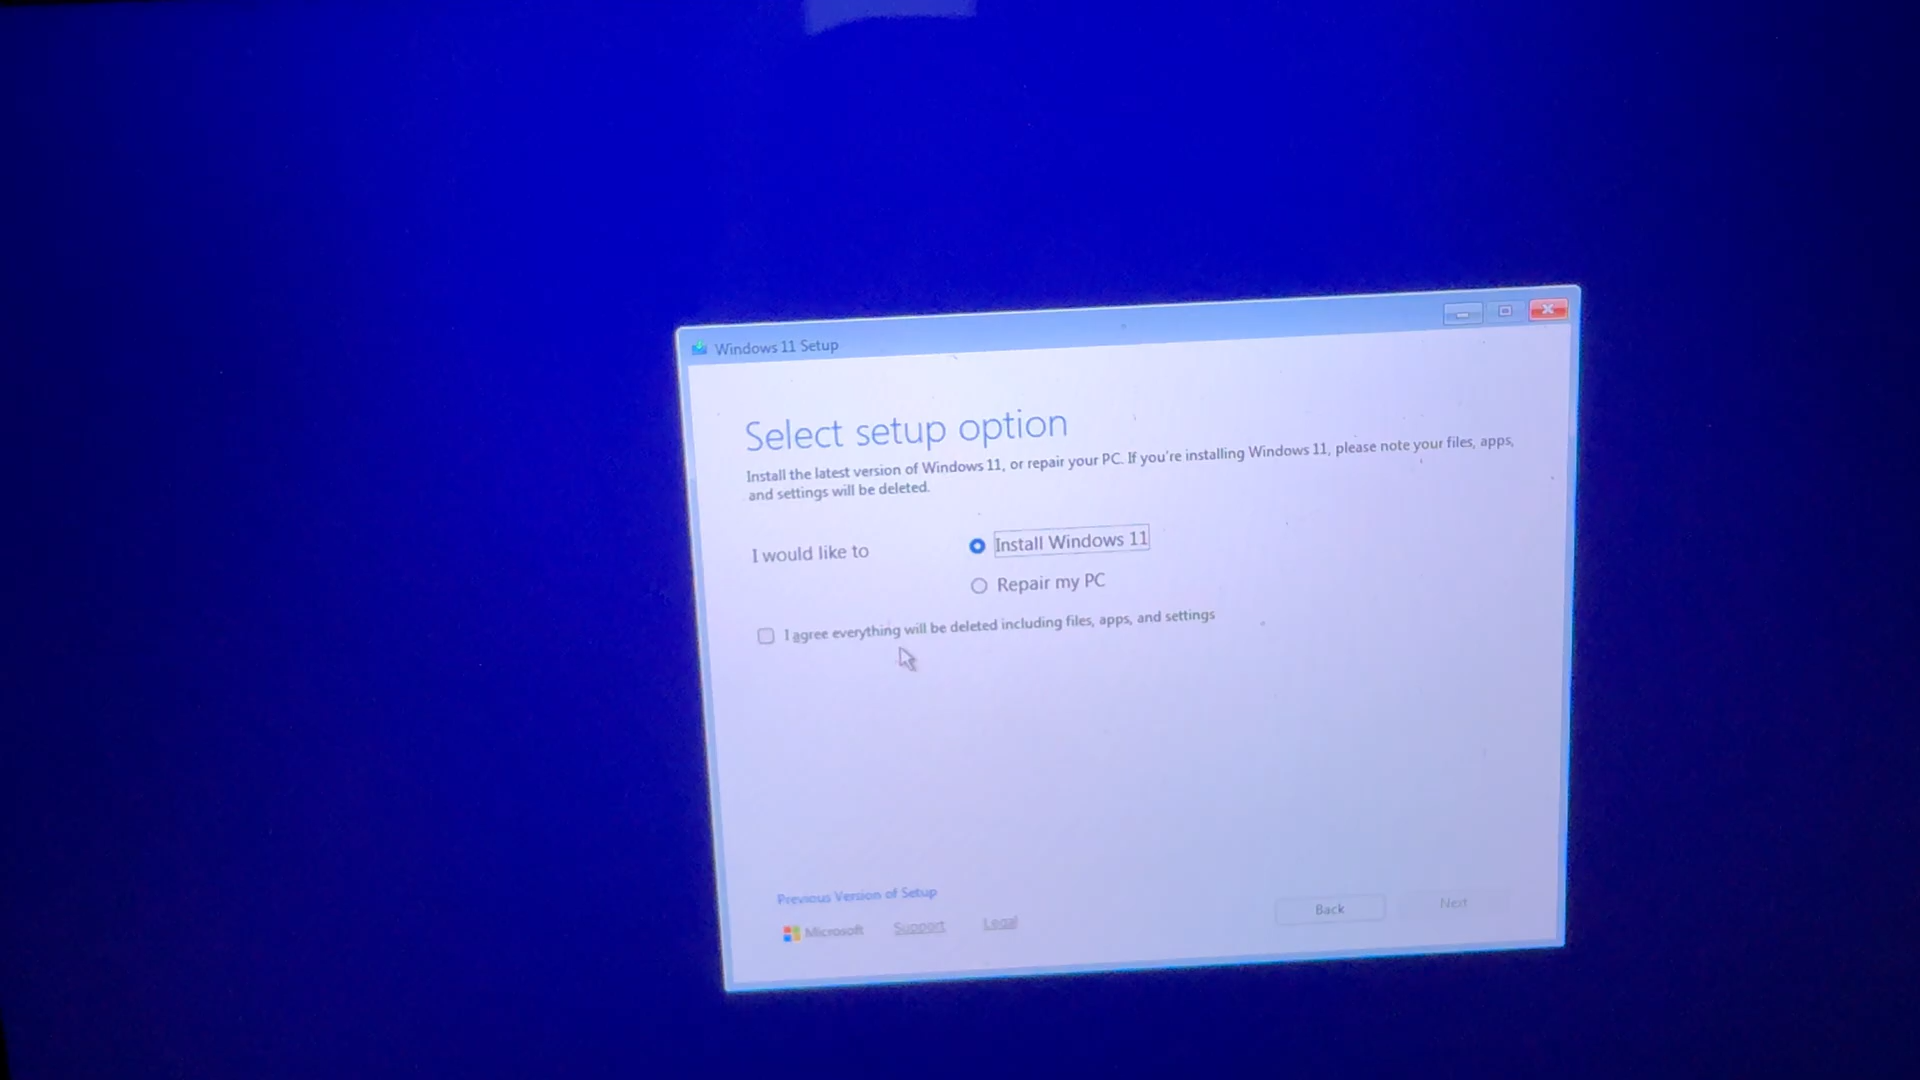 Windows 11 Setup
Select setup option
Install the latest version of Windows 11, or repair your PC. If you're installing Windows 11, please note your files, apps,
and settings will be deleted.
I would like to
Install Windows 11
Repair my PC
I agree everything will be deleted including files, apps, and settings
Previous Version of Setup
Microsoft Support Legal
Back Next